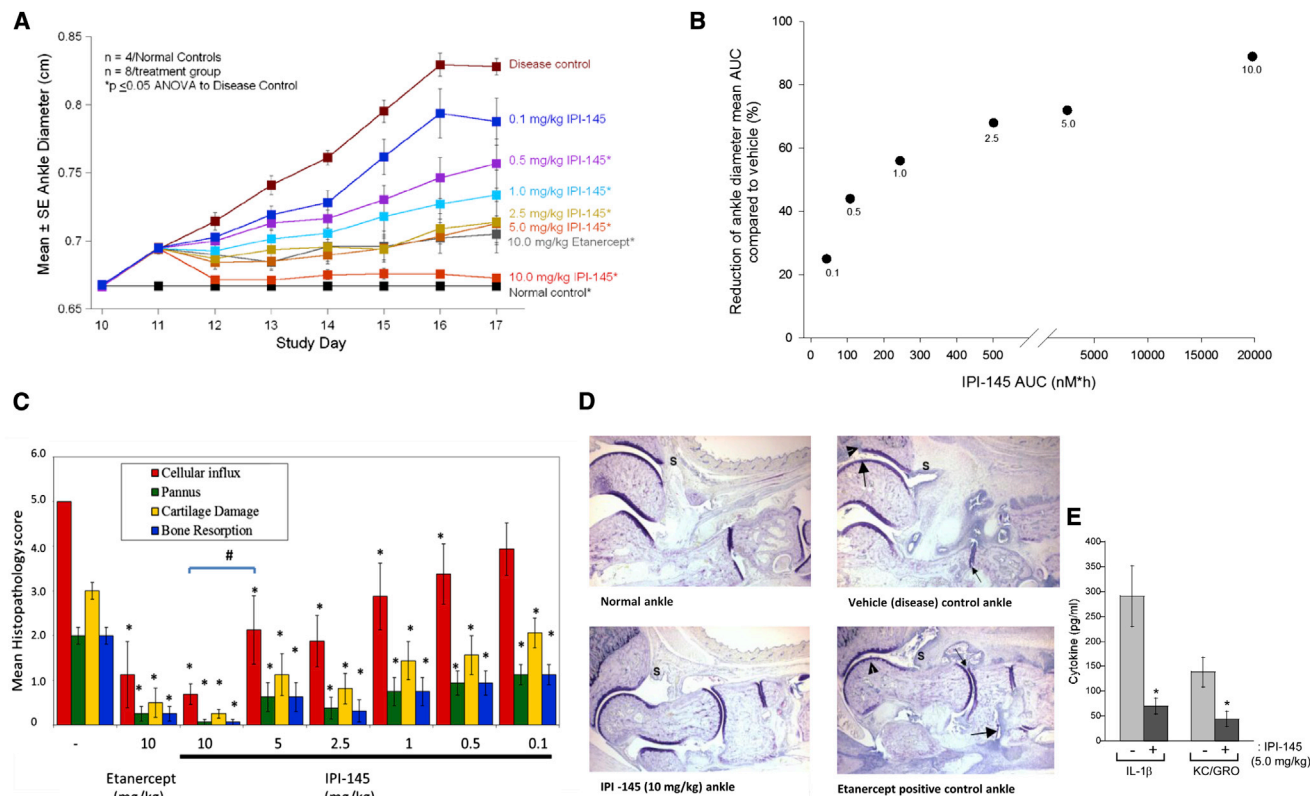 A
Mean ± SE Ankle Diameter (cm)
0.85
0.8
0.75
0.7
0.65
n = 4/Normal Controls
n = 8/treatment group
*p ≤0.05 ANOVA to Disease Control
Disease control
0.1 mg/kg IPI-145
0.5 mg/kg IPI-145*
1.0 mg/kg IPI-145*
2.5 mg/kg IPI-145*
5.0 mg/kg IPI-145*
10.0 mg/kg Etanercept*
10.0 mg/kg IPI-145*
Normal control*
10 11 12 13 14 15 16 17
Study Day
B
Reduction of ankle diameter mean AUC
compared to vehicle (%)
100
80
60
40
20
0
0.1
0.5
1.0
2.5
5.0
10.0
0 100 200 300 400 500 5000 10000 15000 20000
IPI-145 AUC (nM*h)
C
Mean Histopathology score
6.0
5.0
4.0
3.0
2.0
1.0
0
Cellular influx
Pannus
Cartilage Damage
Bone Resorption
#
* * * *
* * * *
* * * *
* * * *
* * * *
* * * *
* * *
- 10 10 5 2.5 1 0.5 0.1
Etanercept IPI-145
(mg/kg) (mg/kg)
D
S
Normal ankle
S
Vehicle (disease) control ankle
S
IPI -145 (10 mg/kg) ankle
S
Etanercept positive control ankle
E
Cytokine (pg/ml)
400
350
300
250
200
150
100
50
0
* *
- + - + : IPI-145
(5.0 mg/kg)
IL-1β KC/GRO